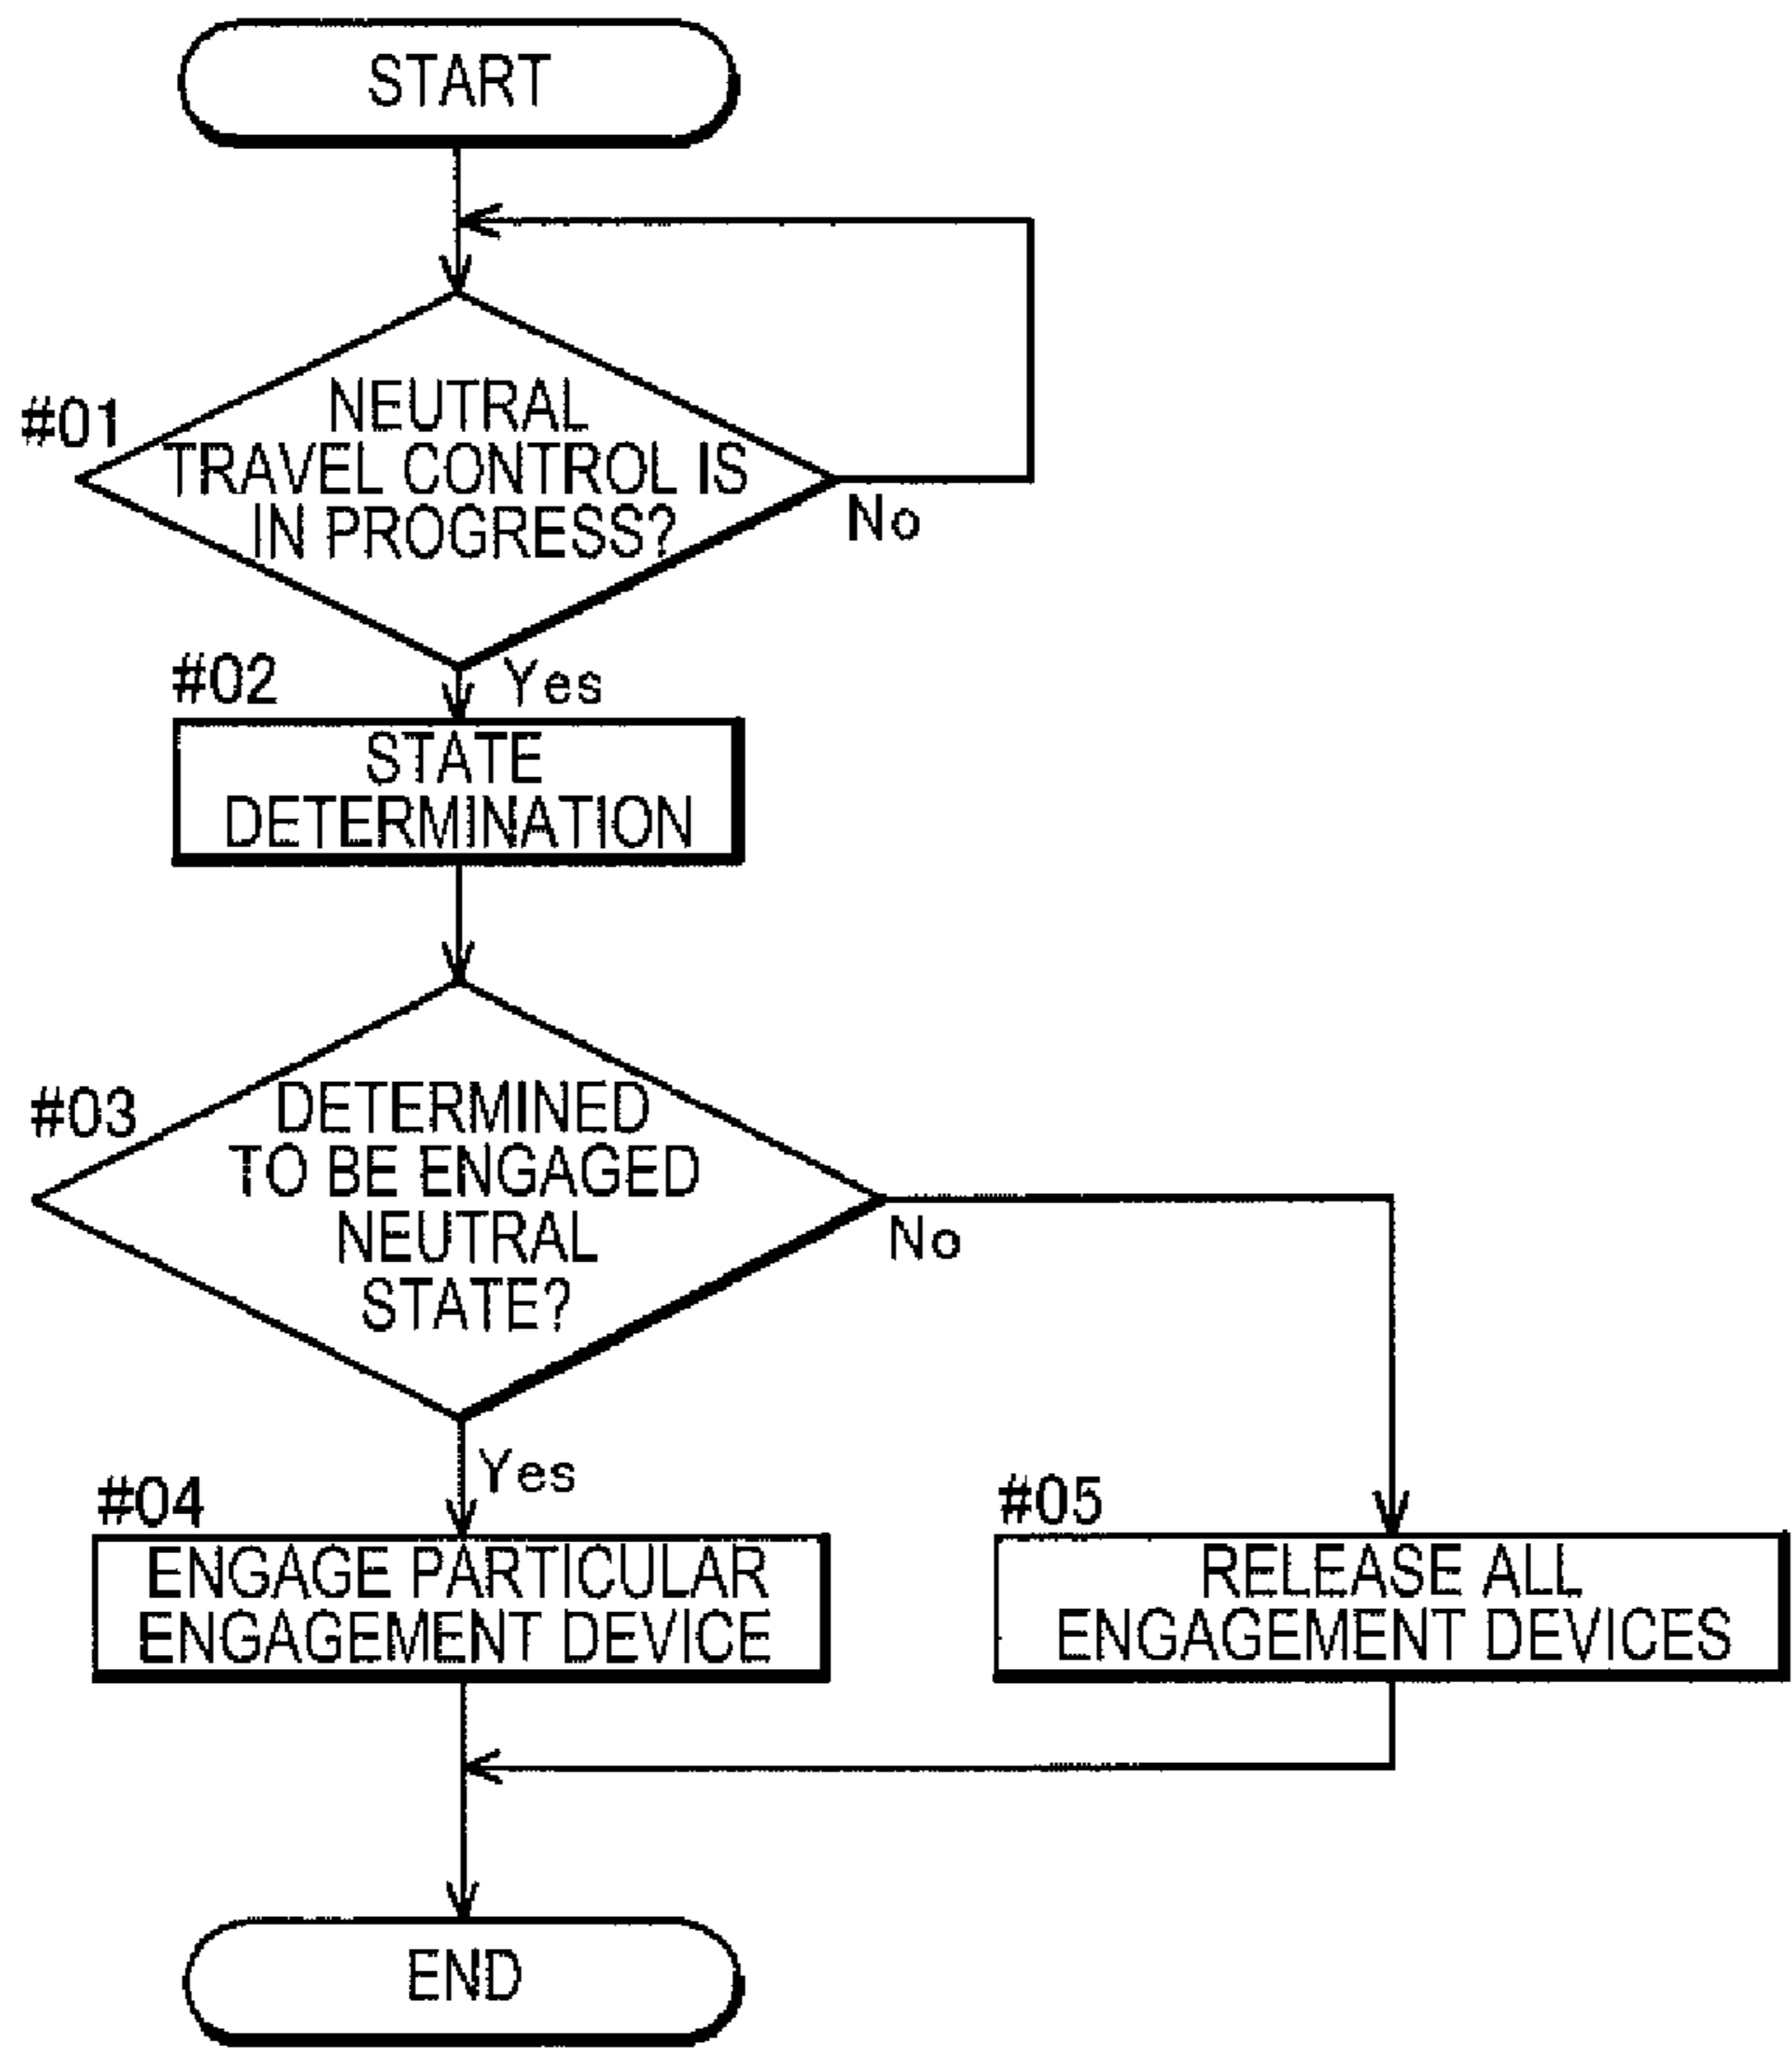 START
#01
NEUTRAL
TRAVEL CONTROL IS
IN PROGRESS?
No
#02
Yes
STATE
DETERMINATION
#03
DETERMINED
TO BE ENGAGED
NEUTRAL
STATE?
No
Yes
#04
ENGAGE PARTICULAR
ENGAGEMENT DEVICE
#05
RELEASE ALL
ENGAGEMENT DEVICES
END